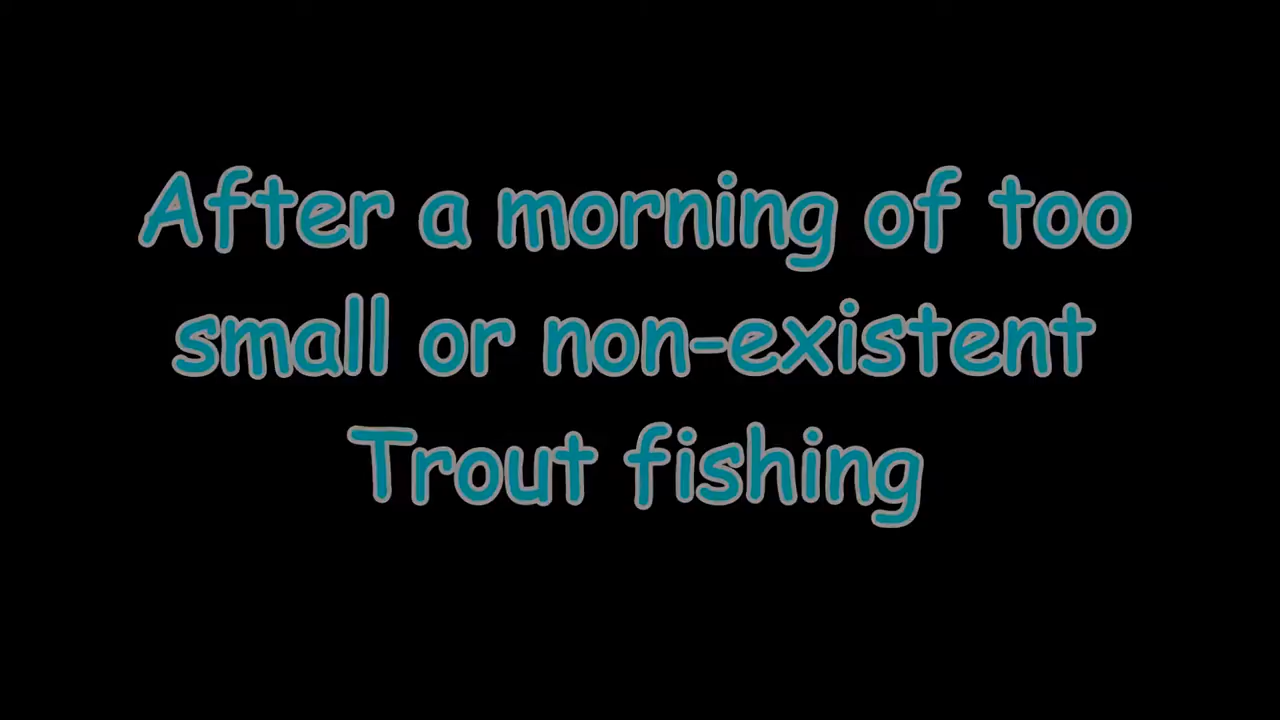 After a morning of too
small or non-existent
Trout fishing